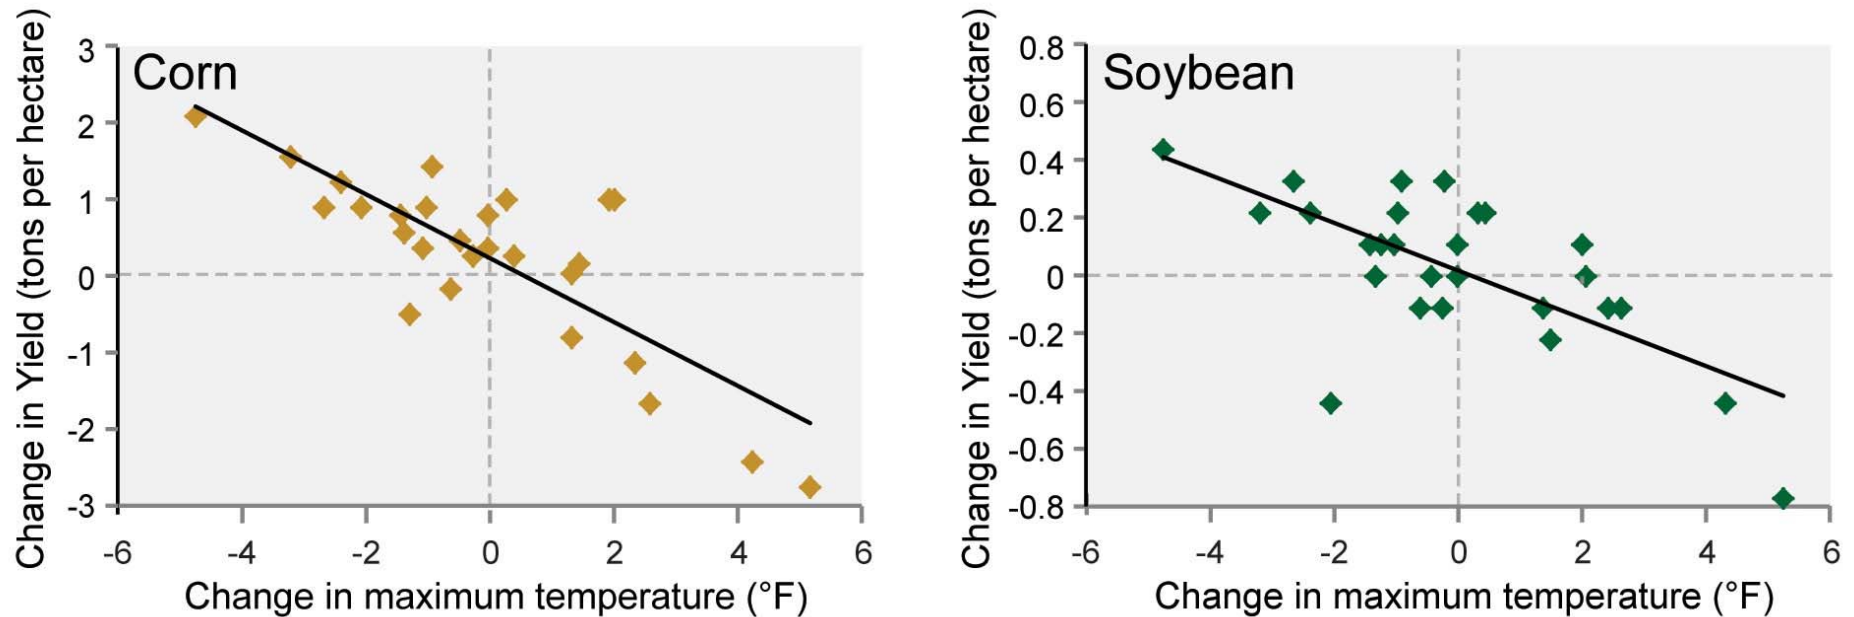 Corn
Change in Yield (tons per hectare)
3
2
1
0
-1
-2
-3
-6 -4 -2 0 2 4 6
Change in maximum temperature (°F)
Soybean
Change in Yield (tons per hectare)
0.8
0.6
0.4
0.2
0
-0.2
-0.4
-0.6
-0.8
-6 -4 -2 0 2 4 6
Change in maximum temperature (°F)